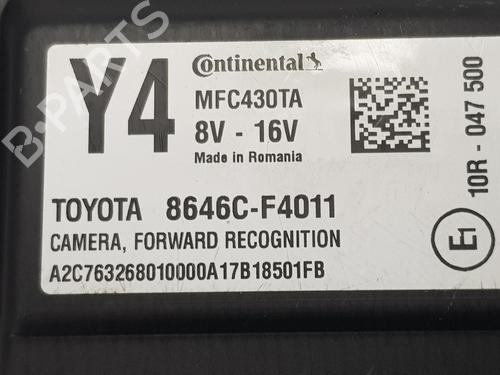 Continental
Y4
MFC430TA
8V - 16V
Made in Romania
TOYOTA 8646C-F4011
CAMERA, FORWARD RECOGNITION
A2C763268010000A17B18501FB
E1
10R - 047 500
B-PARTS